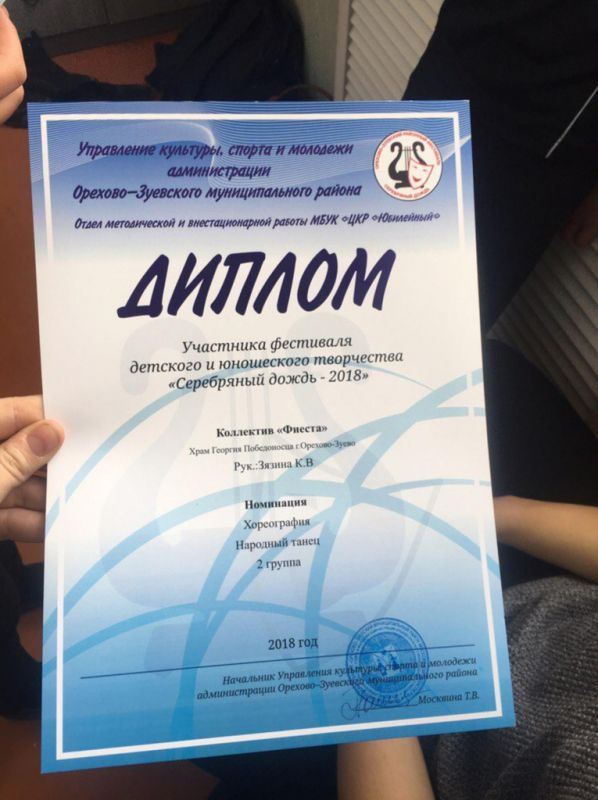 Управление культуры, спорта и молодежи
администрации
Орехово–Зуевского муниципального района
Отдел методической и внестационарной работы МБУК «ЦКР «Юбилейный»
СЕРЕБРЯНЫЙ ДОЖДЬ
ДИПЛОМ
Участника фестиваля
детского и юношеского творчества
«Серебряный дождь - 2018»
Коллектив «Фиеста»
Храм Георгия Победоносца г.Орехово-Зуево
Рук.:Зязина К.В
Номинация
Хореография
Народный танец
2 группа
2018 год
Начальник Управления культуры, спорта и молодежи
администрации Орехово–Зуевского муниципального района
Москвина Т.В.